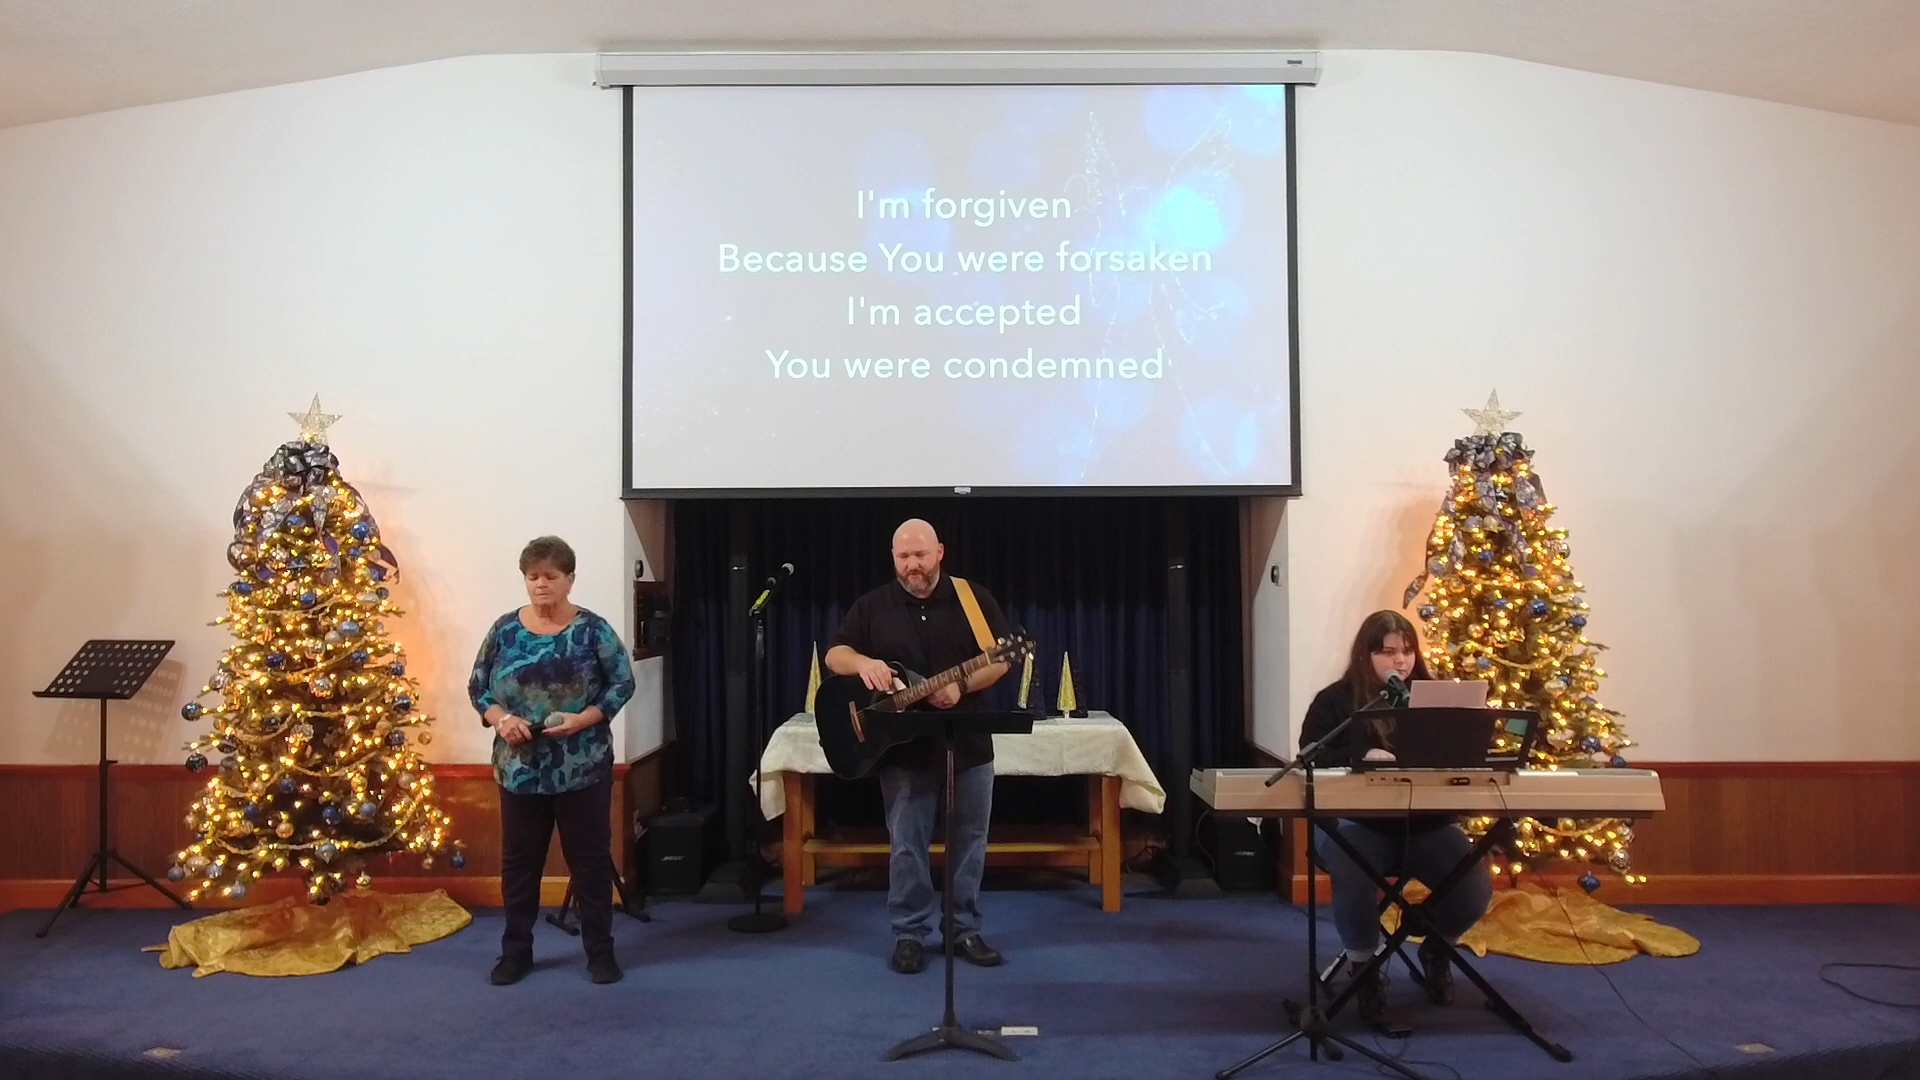 I'm forgiven
Because You were forsaken
I'm accepted
You were condemned